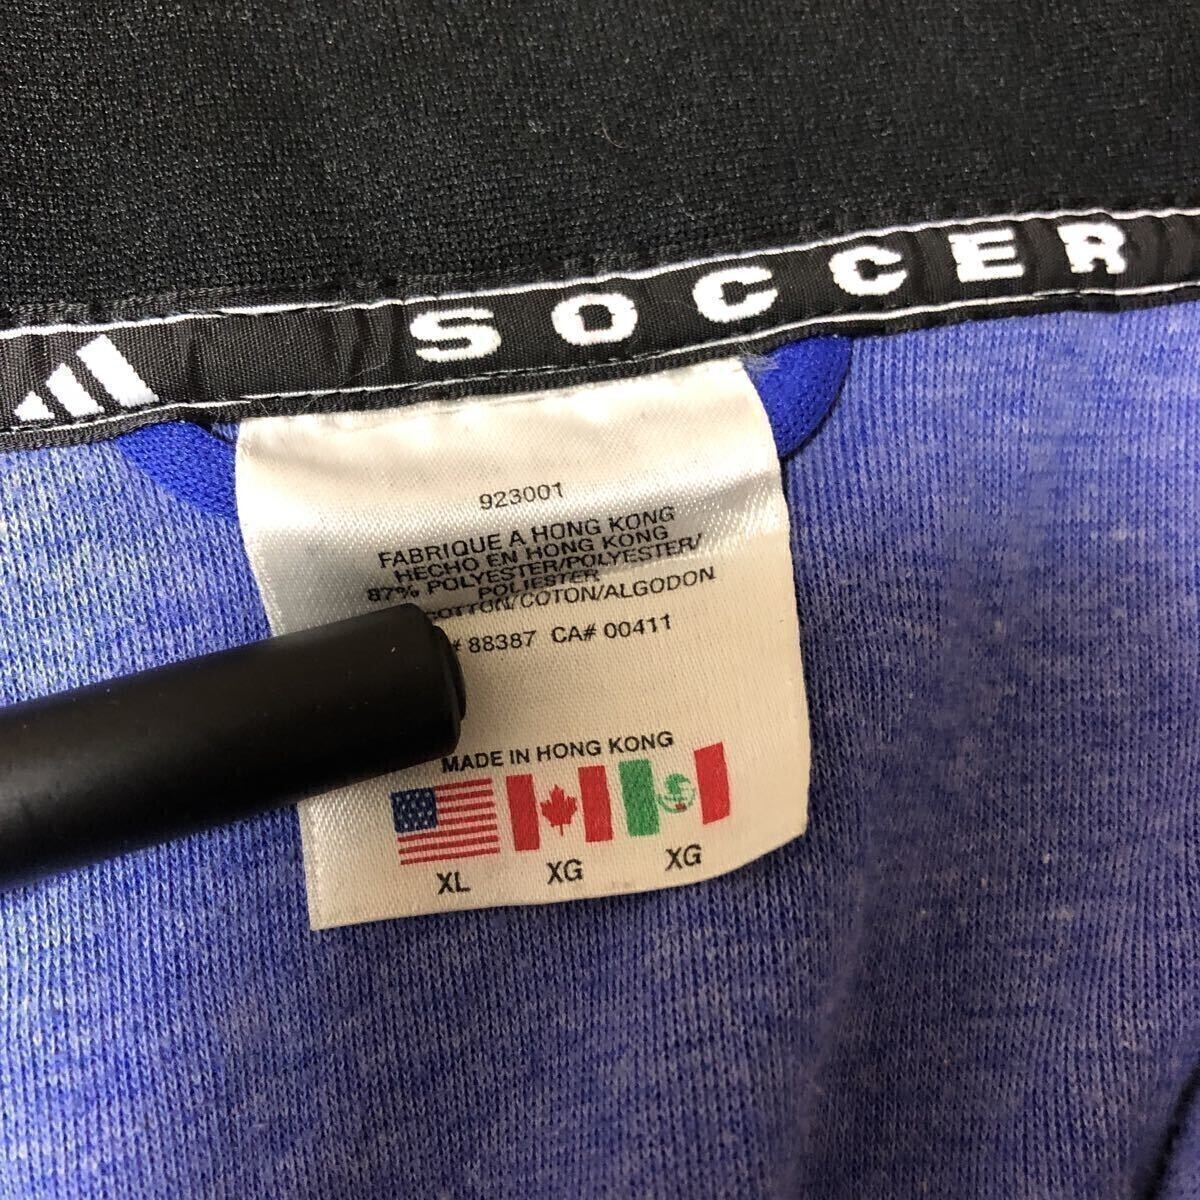 SOCCER
923001
FABRIQUE A HONG KONG
HECHO EN HONG KONG
87% POLYESTER/POLYESTER/
POLIESTER
COTTON/COTON/ALGODON
# 88387 CA# 00411
MADE IN HONG KONG
XL XG XG